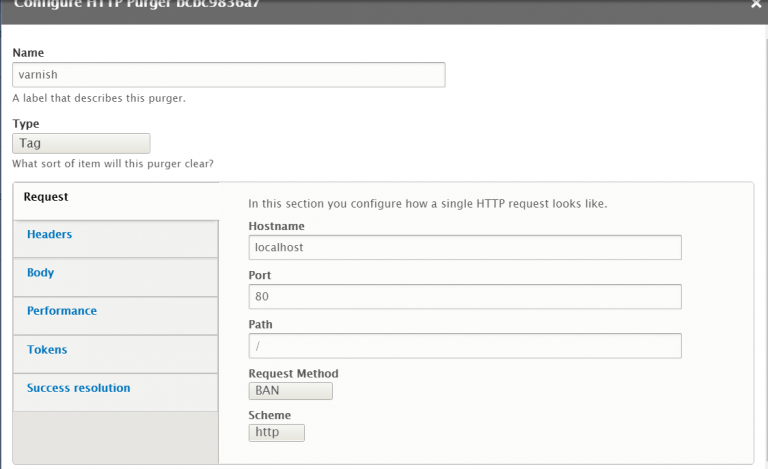 Configure HTTP Purger bcbc9836a7
Name
varnish
A label that describes this purger.
Type
Tag
What sort of item will this purger clear?
Request
Headers
Body
Performance
Tokens
Success resolution
In this section you configure how a single HTTP request looks like.
Hostname
localhost
Port
80
Path
/
Request Method
BAN
Scheme
http